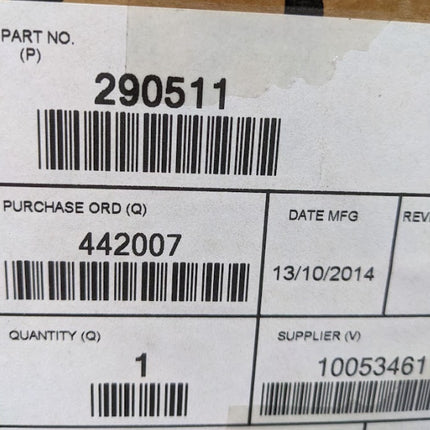 PART NO.
(P)
290511
PURCHASE ORD (Q)
442007
DATE MFG
13/10/2014
QUANTITY (Q)
1
SUPPLIER (V)
10053461